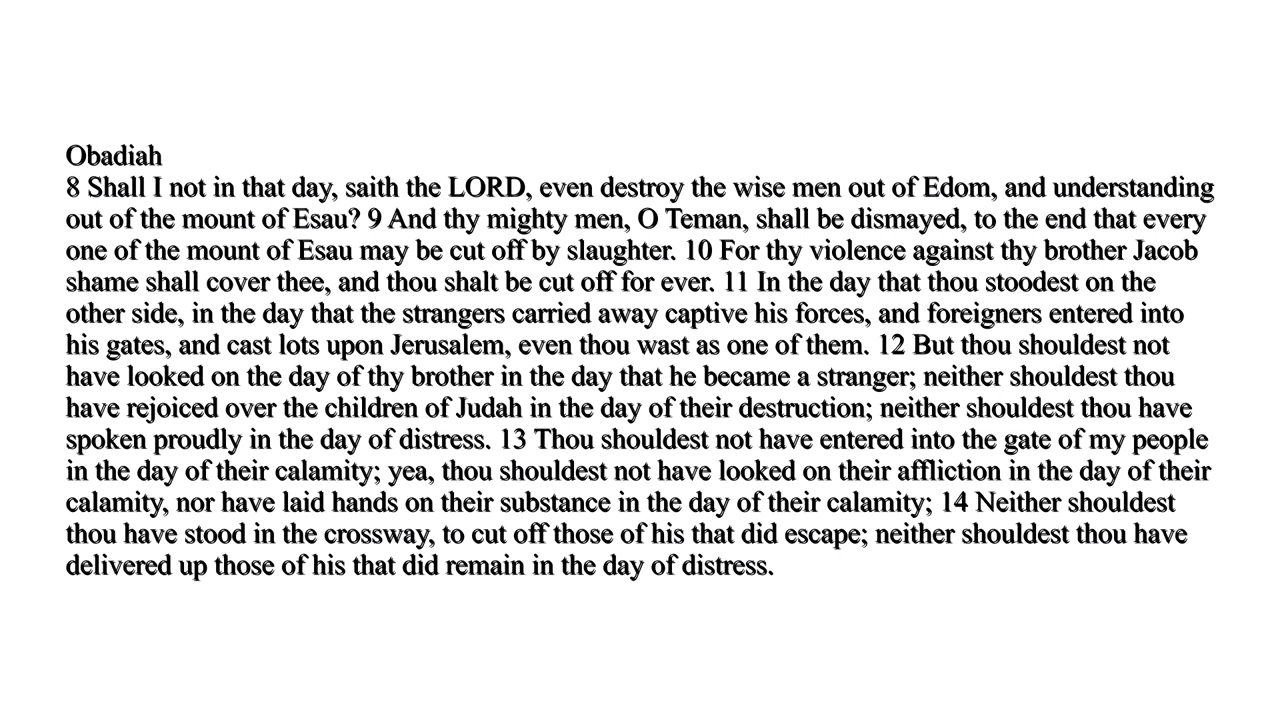 Obadiah
8 Shall I not in that day, saith the LORD, even destroy the wise men out of Edom, and understanding
out of the mount of Esau? 9 And thy mighty men, O Teman, shall be dismayed, to the end that every
one of the mount of Esau may be cut off by slaughter. 10 For thy violence against thy brother Jacob
shame shall cover thee, and thou shalt be cut off for ever. 11 In the day that thou stoodest on the
other side, in the day that the strangers carried away captive his forces, and foreigners entered into
his gates, and cast lots upon Jerusalem, even thou wast as one of them. 12 But thou shouldest not
have looked on the day of thy brother in the day that he became a stranger; neither shouldest thou
have rejoiced over the children of Judah in the day of their destruction; neither shouldest thou have
spoken proudly in the day of distress. 13 Thou shouldest not have entered into the gate of my people
in the day of their calamity; yea, thou shouldest not have looked on their affliction in the day of their
calamity, nor have laid hands on their substance in the day of their calamity; 14 Neither shouldest
thou have stood in the crossway, to cut off those of his that did escape; neither shouldest thou have
delivered up those of his that did remain in the day of distress.